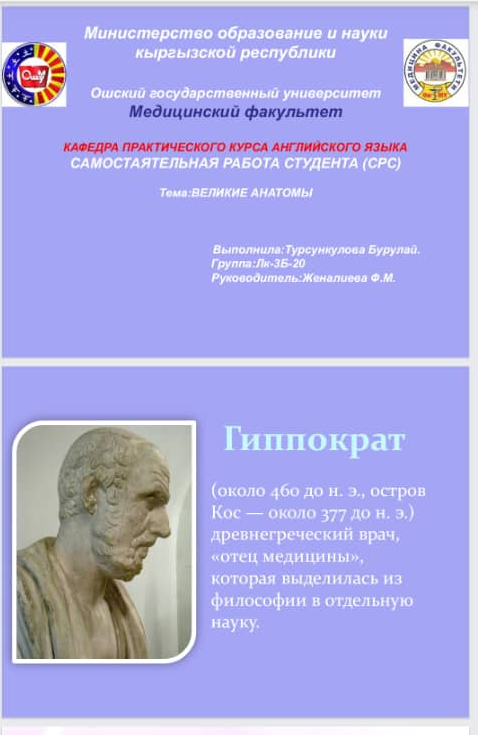 Министерство образование и науки
кыргызской республики
Ошский государственный университет
Медицинский факультет
КАФЕДРА ПРАКТИЧЕСКОГО КУРСА АНГЛИЙСКОГО ЯЗЫКА
САМОСТАЯТЕЛЬНАЯ РАБОТА СТУДЕНТА (СРС)
Тема:ВЕЛИКИЕ АНАТОМЫ
Выполнила:Турсункулова Бурулай.
Группа:Лк-3Б-20
Руководитель:Женалиева Ф.М.
МЕДИЦИНА ФАКУЛЬТЕТИ
Гиппократ
(около 460 до н. э., остров
Кос — около 377 до н. э.)
древнегреческий врач,
«отец медицины»,
которая выделилась из
философии в отдельную
науку.